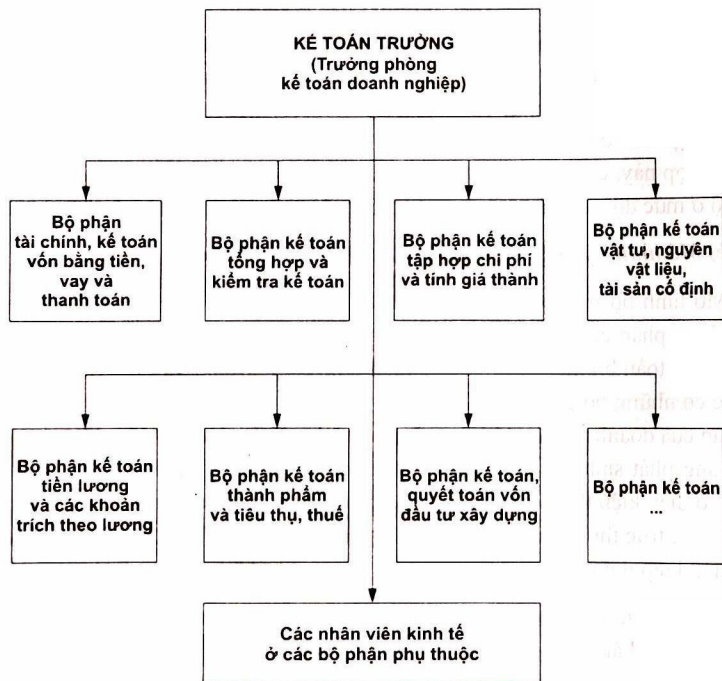 KẾ TOÁN TRƯỞNG
(Trưởng phòng
kế toán doanh nghiệp)
Bộ phận
tài chính, kế toán
vốn bằng tiền,
vay và
thanh toán
Bộ phận kế toán
tổng hợp và
kiểm tra kế toán
Bộ phận kế toán
tập hợp chi phí
và tính giá thành
Bộ phận kế toán
vật tư, nguyên
vật liệu,
tài sản cố định
Bộ phận kế toán
tiền lương
và các khoản
trích theo lương
Bộ phận kế toán
thành phẩm
và tiêu thụ, thuế
Bộ phận kế toán,
quyết toán vốn
đầu tư xây dựng
Bộ phận kế toán
...
Các nhân viên kinh tế
ở các bộ phận phụ thuộc